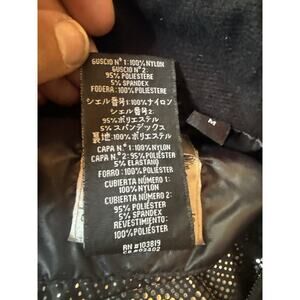 GUSCIO N° 1: 100% NYLON
GUSCIO N° 2:
95% POLIESTERE
5% SPANDEX
FODERA: 100% POLIESTERE
シェル番号1: 100%ナイロン
シェル番号2:
95%ポリエステル
5% スパンデックス
裏地: 100%ポリエステル
CAPA N.° 1: 100% NYLON
CAPA N.° 2: 95% POLIÉSTER
5% ELASTANO
FORRO: 100% POLIÉSTER
CUBIERTA NÚMERO 1:
100% NYLON
CUBIERTA NÚMERO 2:
95% POLIÉSTER
5% SPANDEX
REVESTIMIENTO:
100% POLIÉSTER
RN #103819
M